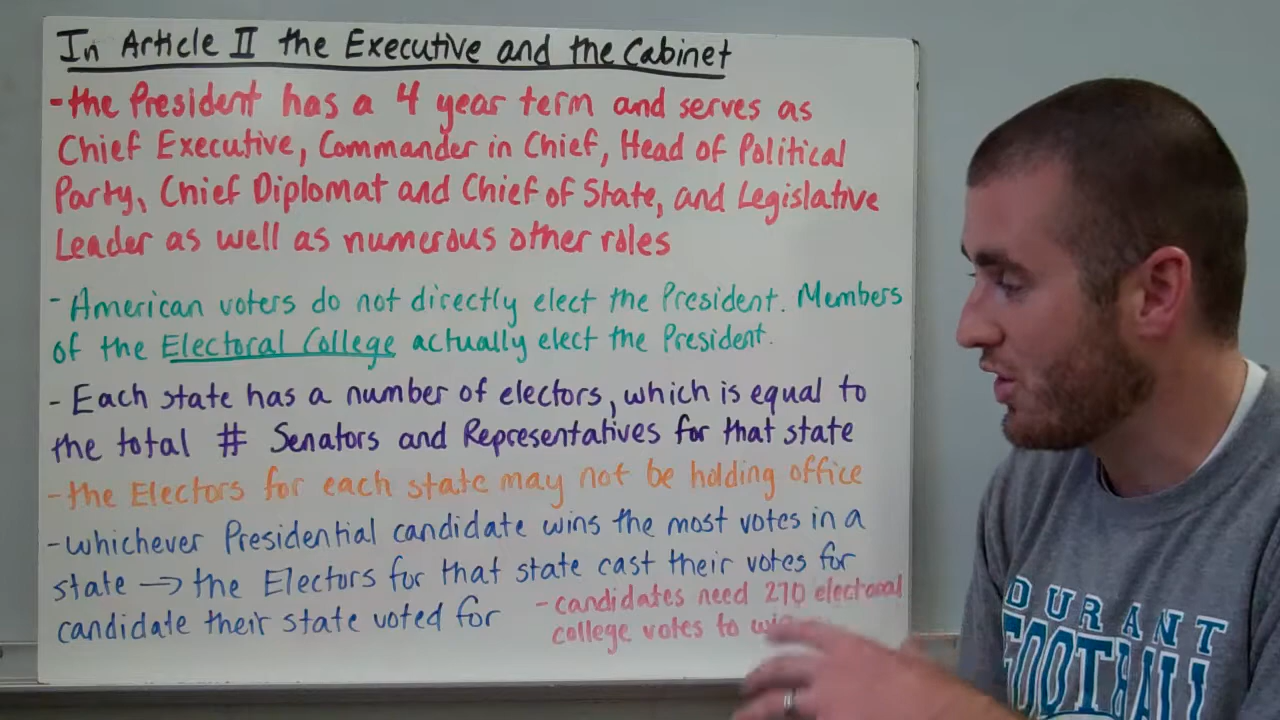 In Article II the Executive and the Cabinet
-the President has a 4 year term and serves as
Chief Executive, Commander in Chief, Head of Political
Party, Chief Diplomat and Chief of State, and Legislative
Leader as well as numerous other roles
- American voters do not directly elect the President. Members
of the Electoral College actually elect the President.
- Each state has a number of electors, which is equal to
the total # Senators and Representatives for that state
-the Electors for each state may not be holding office
-whichever Presidential candidate wins the most votes in a
state → the Electors for that state cast their votes for
candidate their state voted for
-candidates need 270 electoral
college votes to
DURANT
FOOTBALL